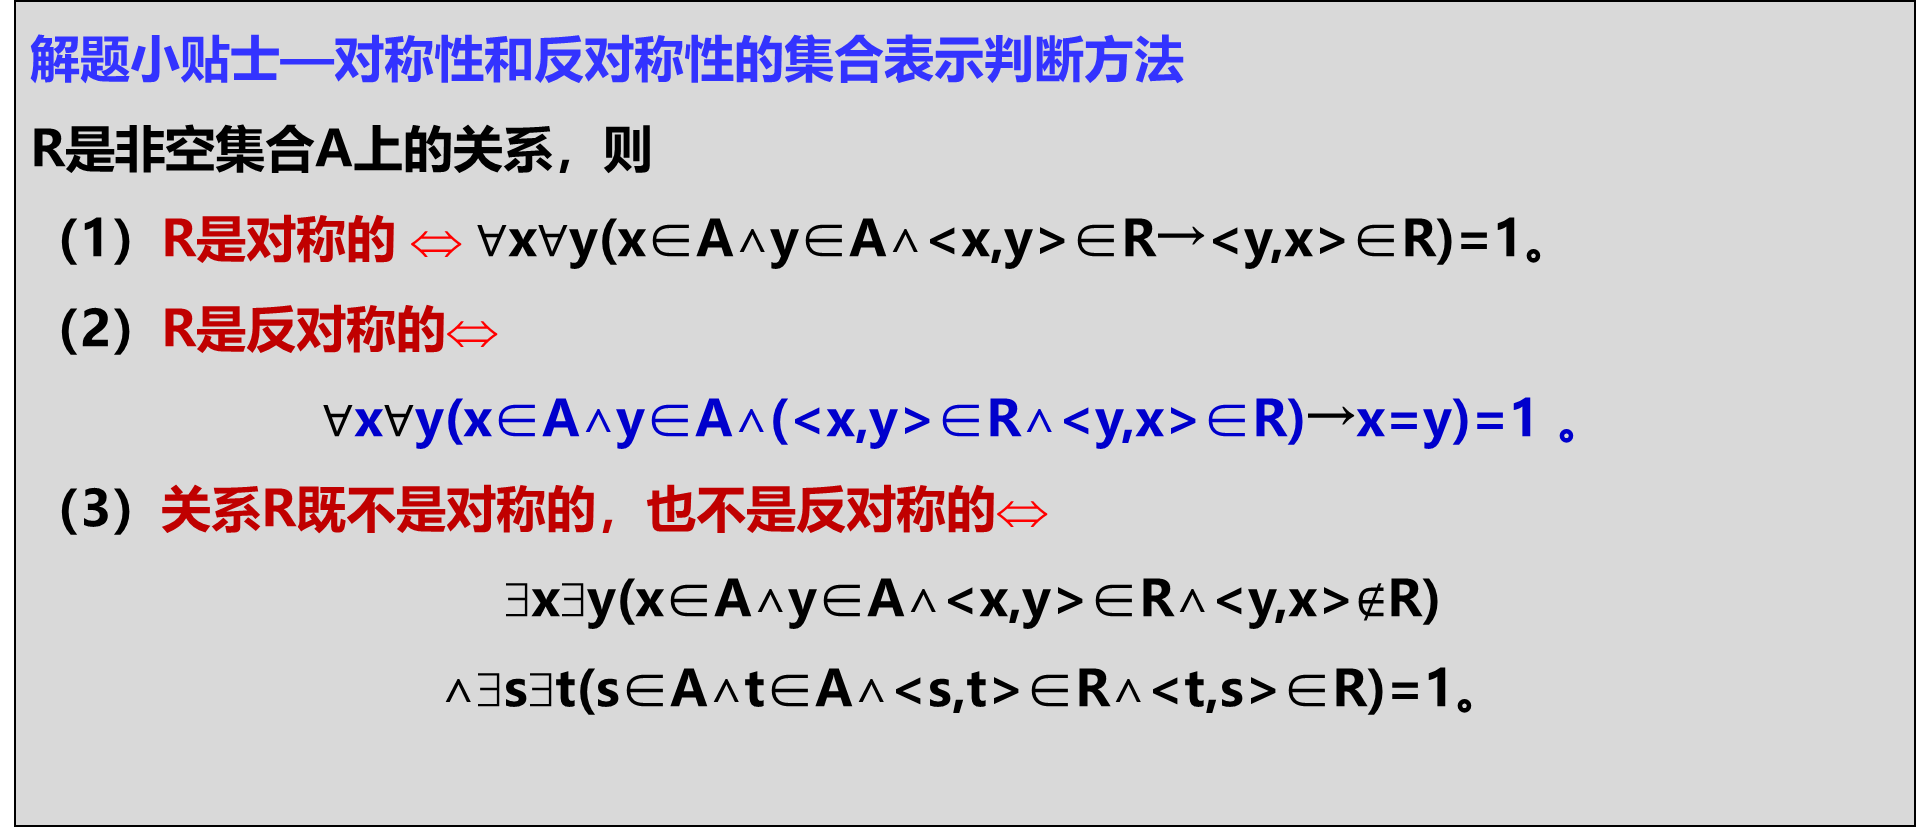 解题小贴士—对称性和反对称性的集合表示判断方法
R是非空集合A上的关系，则
（1）R是对称的 ⇔ ∀x∀y(x∈A∧y∈A∧<x,y>∈R→<y,x>∈R)=1。
（2）R是反对称的⇔
∀x∀y(x∈A∧y∈A∧(<x,y>∈R∧<y,x>∈R)→x=y)=1 。
（3）关系R既不是对称的，也不是反对称的⇔
∃x∃y(x∈A∧y∈A∧<x,y>∈R∧<y,x>∉R)
∧∃s∃t(s∈A∧t∈A∧<s,t>∈R∧<t,s>∈R)=1。